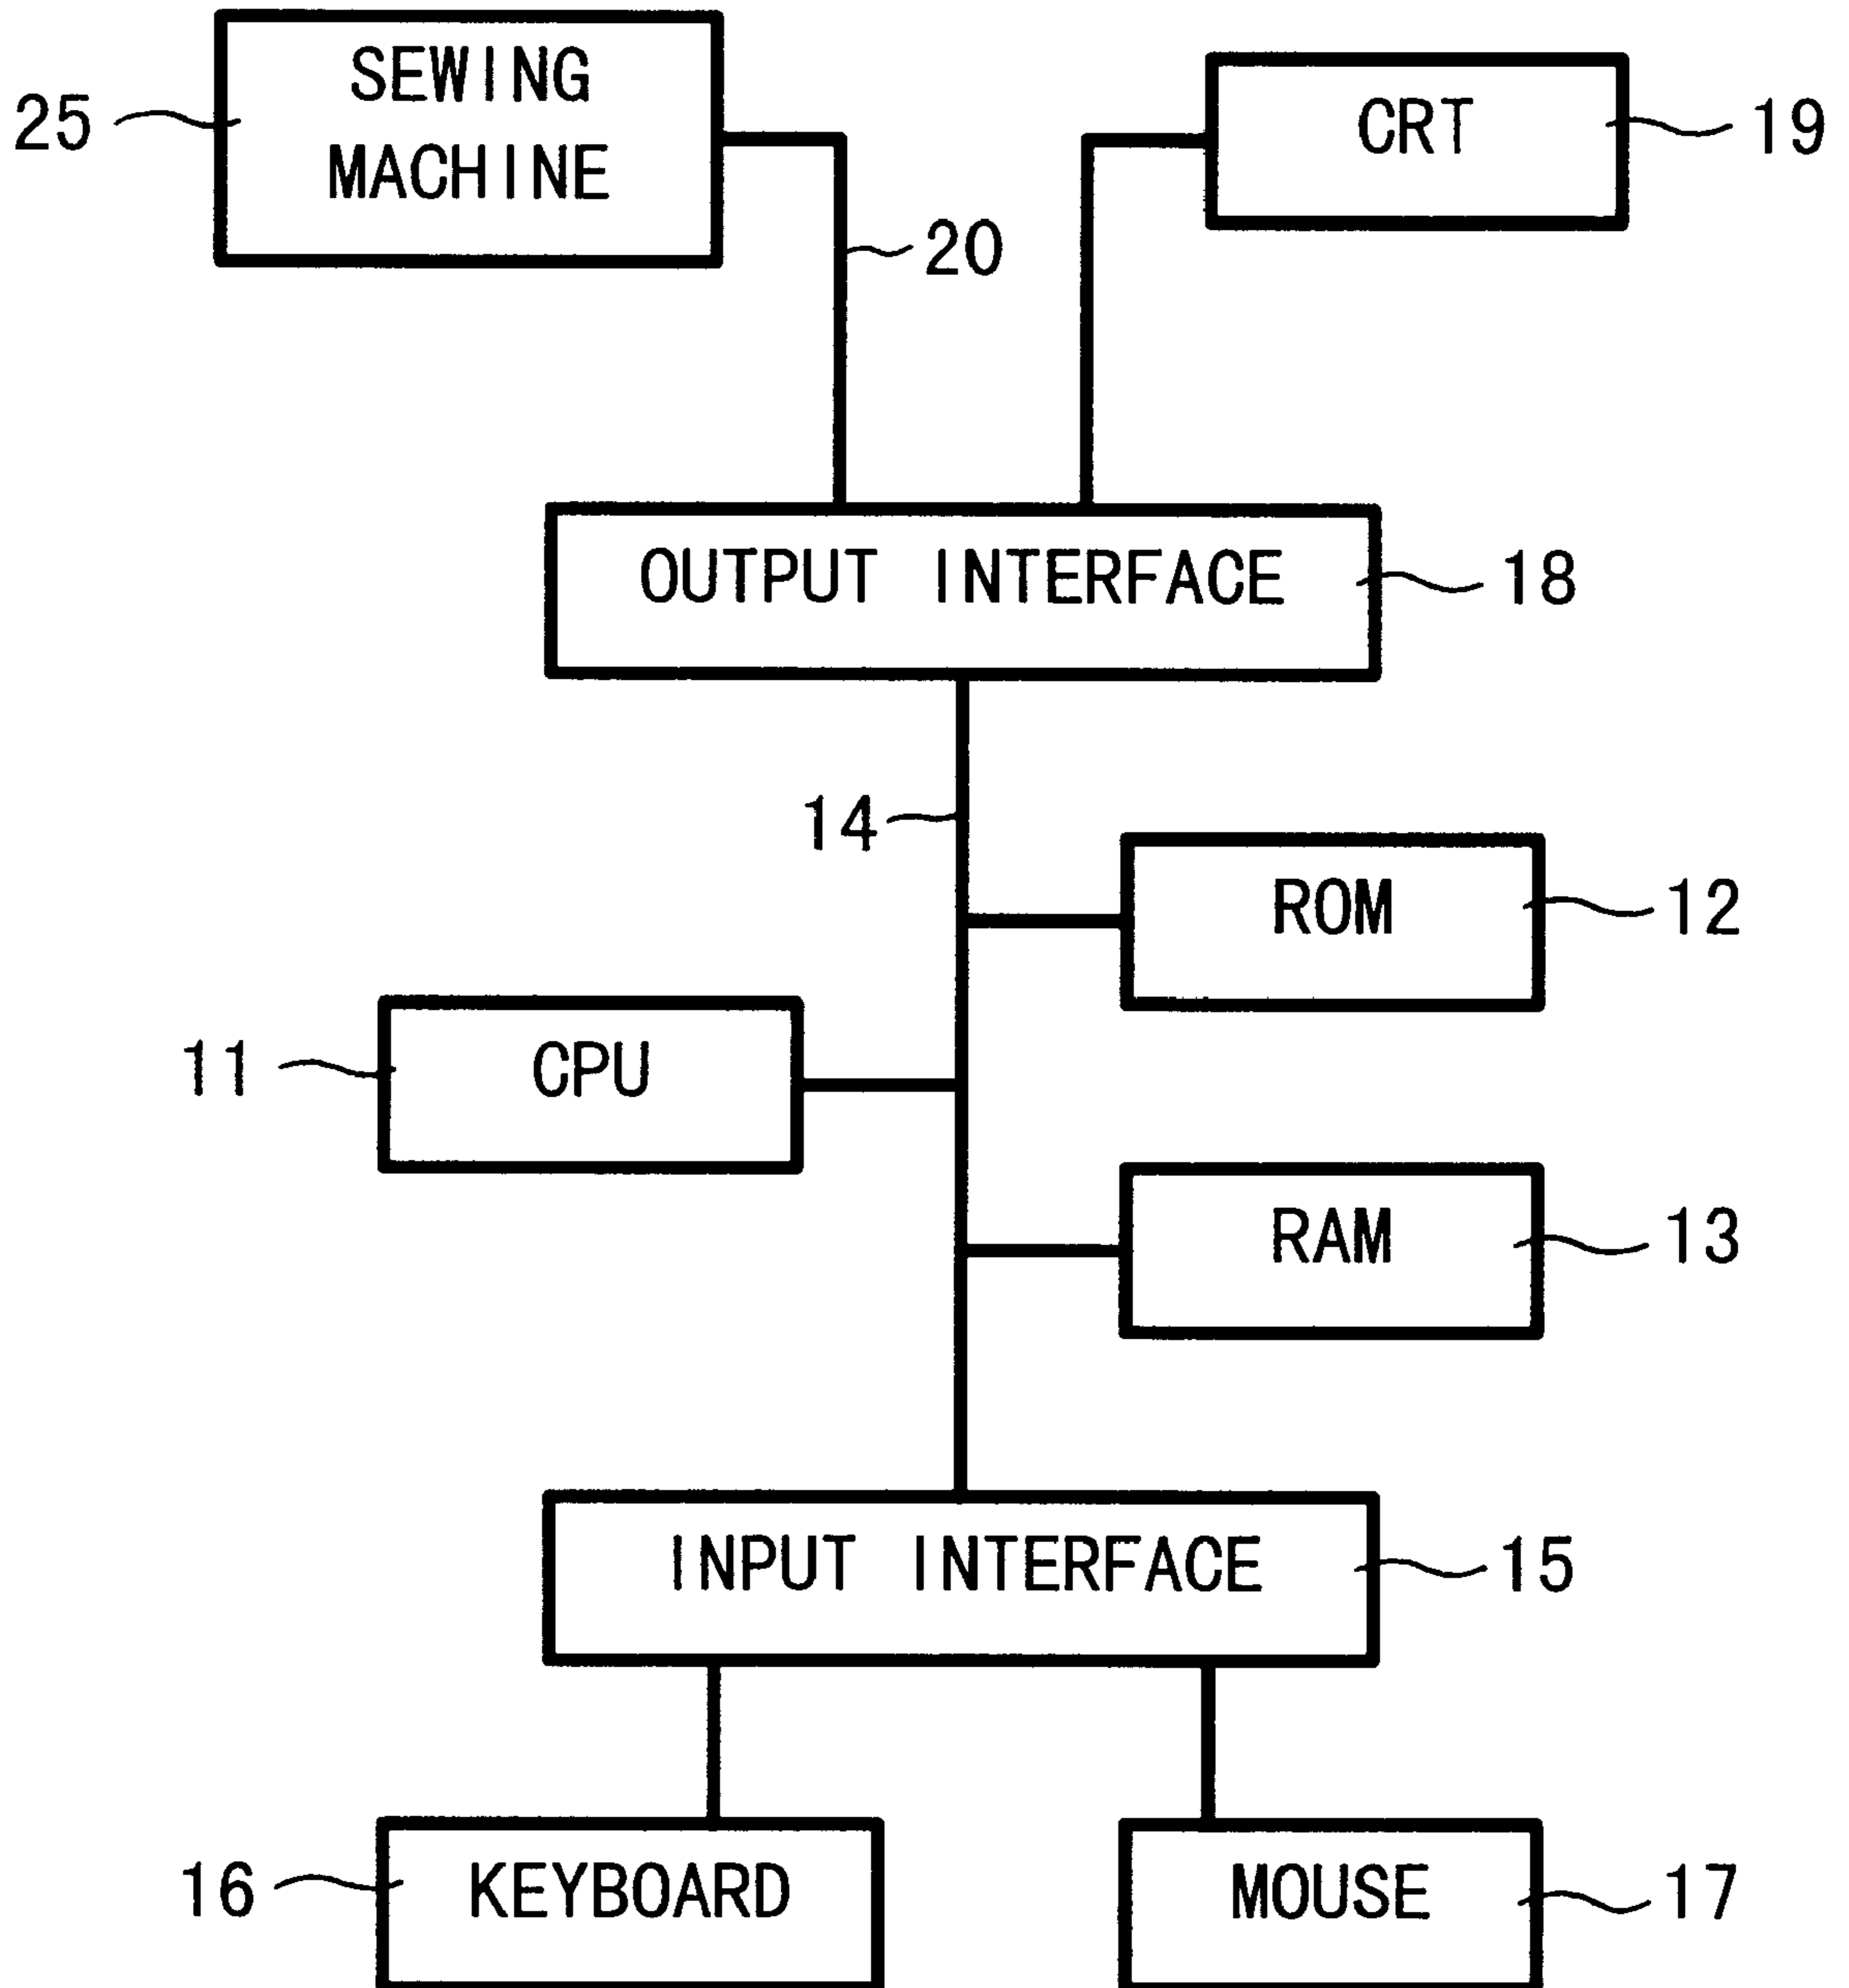 SEWING
MACHINE
25
CRT
19
20
OUTPUT INTERFACE
18
14
ROM
12
CPU
11
RAM
13
INPUT INTERFACE
15
KEYBOARD
16
MOUSE
17